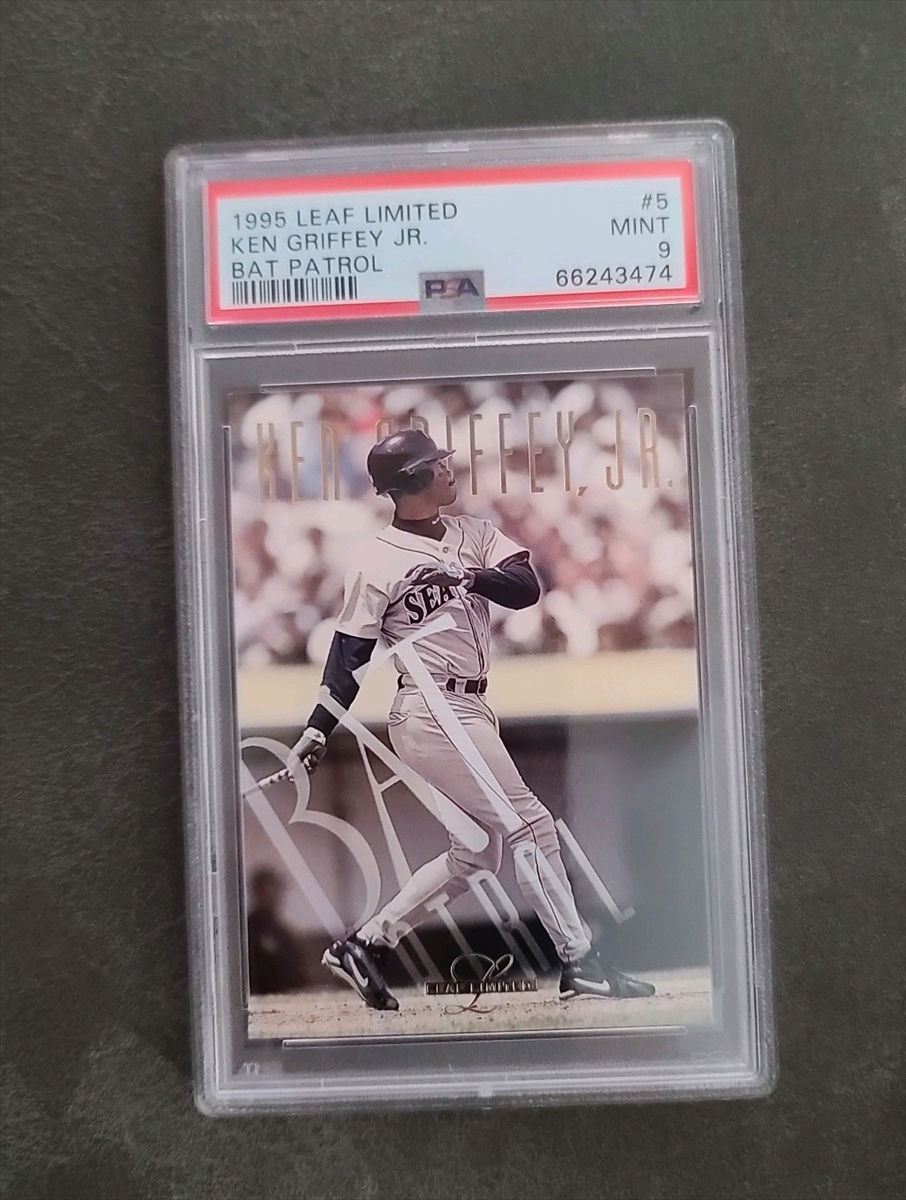 1995 LEAF LIMITED
KEN GRIFFEY JR.
BAT PATROL
#5
MINT
9
66243474
PSA
KEN GRIFFEY, JR.
SEA
BAT
PATROL
L
LEAF LIMITED